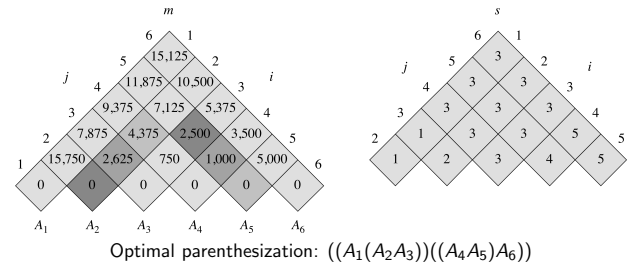 m
6 1
15,125
5 2
j 11,875 10,500 i
4 3
9,375 7,125 5,375
3 4
7,875 4,375 2,500 3,500
2 5
15,750 2,625 750 1,000 5,000
1 6
0 0 0 0 0 0
A1 A2 A3 A4 A5 A6
s
6 1
3
5 2
j 3 3 i
4 3
3 3 3
3 4
1 3 3 5
2 5
1 2 3 4 5
Optimal parenthesization: ((A1(A2A3))((A4A5)A6))